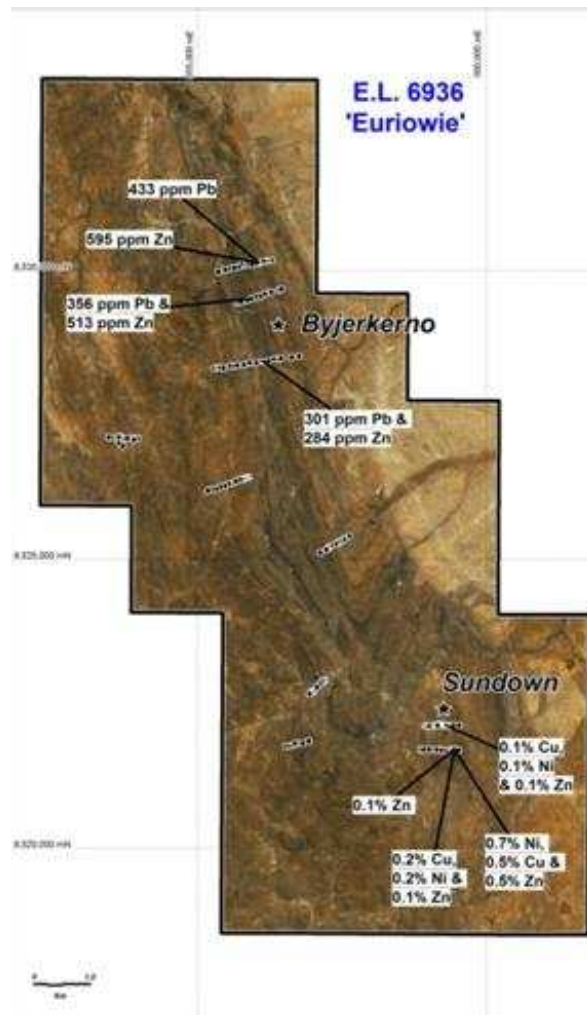 E.L. 6936
'Euriowie'
433 ppm Pb
595 ppm Zn
356 ppm Pb &
513 ppm Zn
Byjerkerno
301 ppm Pb &
284 ppm Zn
Sundown
0.1% Cu,
0.1% Ni
& 0.1% Zn
0.1% Zn
0.2% Cu,
0.2% Ni &
0.1% Zn
0.7% Ni,
0.5% Cu &
0.5% Zn